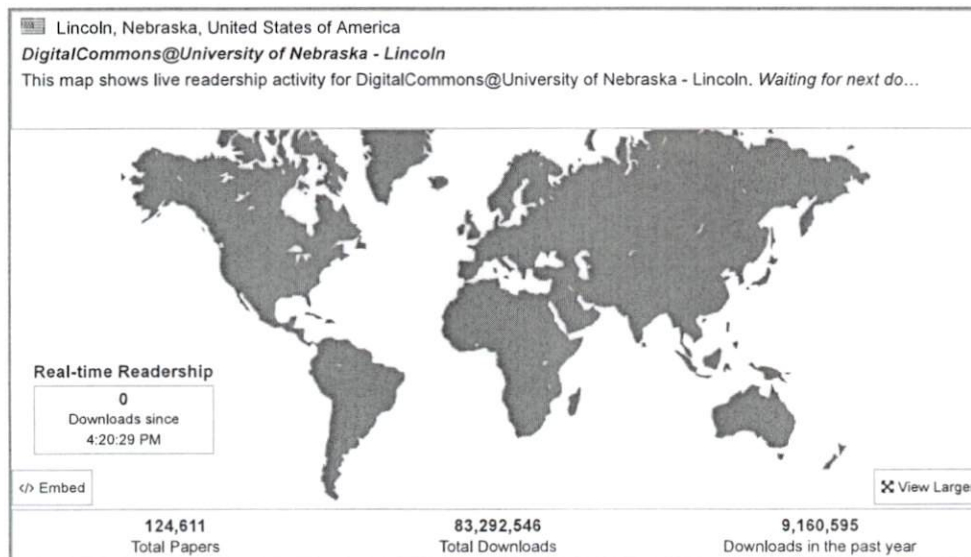 Lincoln, Nebraska, United States of America
DigitalCommons@University of Nebraska - Lincoln
This map shows live readership activity for DigitalCommons@University of Nebraska - Lincoln. Waiting for next do…
Real-time Readership
0
Downloads since
4:20:29 PM
</> Embed
View Larger
124,611
Total Papers
83,292,546
Total Downloads
9,160,595
Downloads in the past year